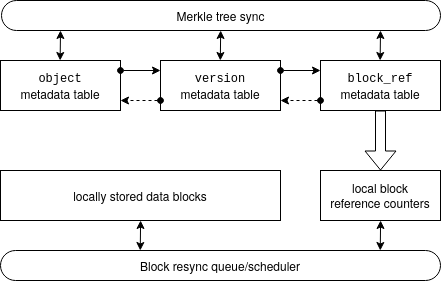 Merkle tree sync
object
metadata table
version
metadata table
block_ref
metadata table
locally stored data blocks
local block
reference counters
Block resync queue/scheduler